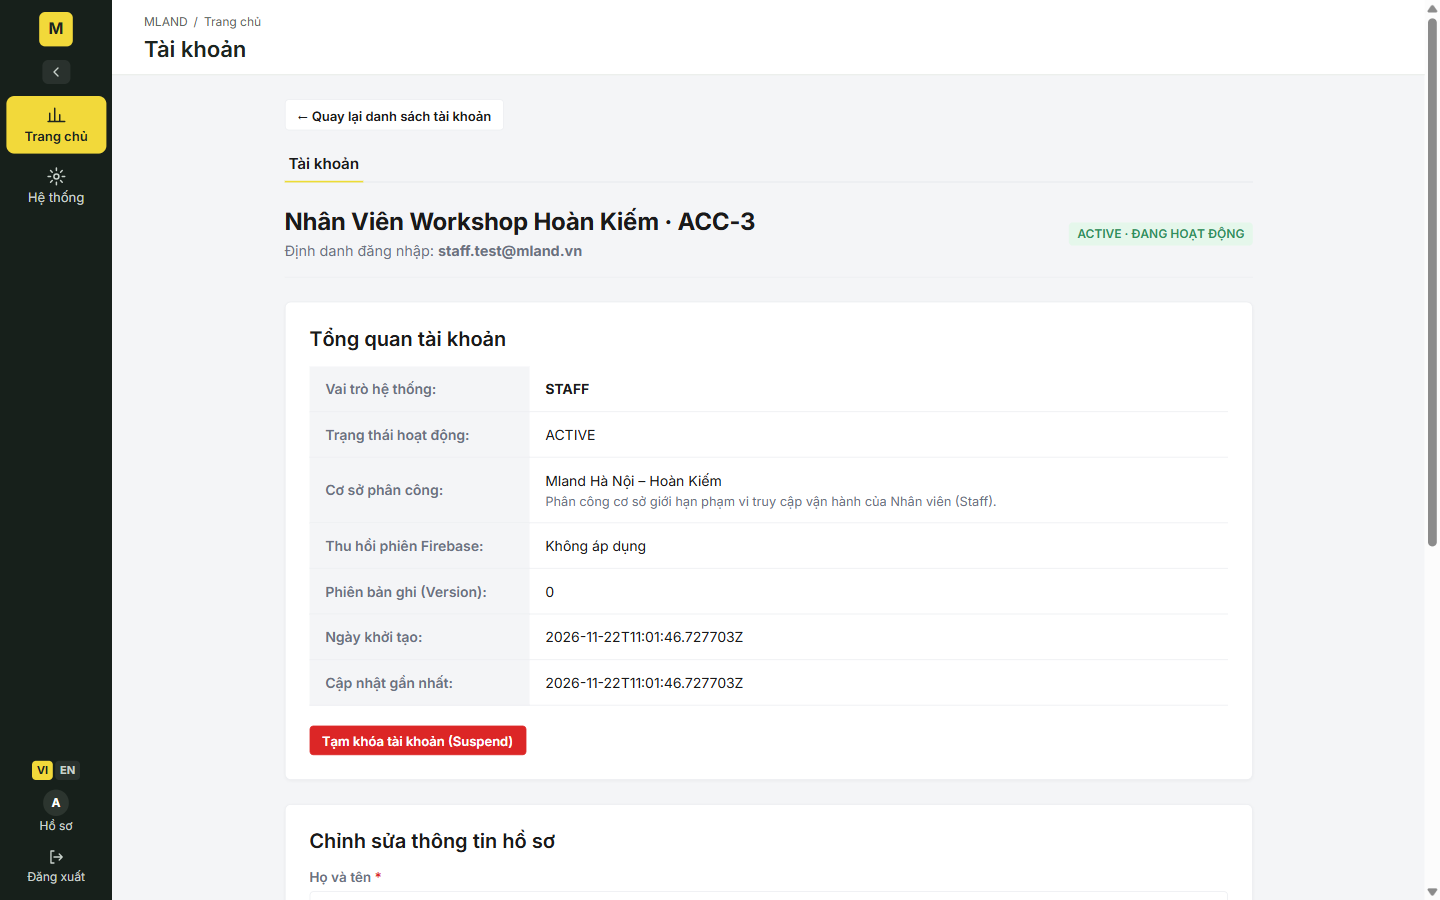 M
Trang chủ
Hệ thống
VI EN
A
Hồ sơ
Đăng xuất
MLAND / Trang chủ
Tài khoản
← Quay lại danh sách tài khoản
Tài khoản
Nhân Viên Workshop Hoàn Kiếm · ACC-3
Định danh đăng nhập: staff.test@mland.vn
ACTIVE · ĐANG HOẠT ĐỘNG
Tổng quan tài khoản
Vai trò hệ thống: STAFF
Trạng thái hoạt động: ACTIVE
Cơ sở phân công: Mland Hà Nội – Hoàn Kiếm
Phân công cơ sở giới hạn phạm vi truy cập vận hành của Nhân viên (Staff).
Thu hồi phiên Firebase: Không áp dụng
Phiên bản ghi (Version): 0
Ngày khởi tạo: 2026-11-22T11:01:46.727703Z
Cập nhật gần nhất: 2026-11-22T11:01:46.727703Z
Tạm khóa tài khoản (Suspend)
Chỉnh sửa thông tin hồ sơ
Họ và tên *